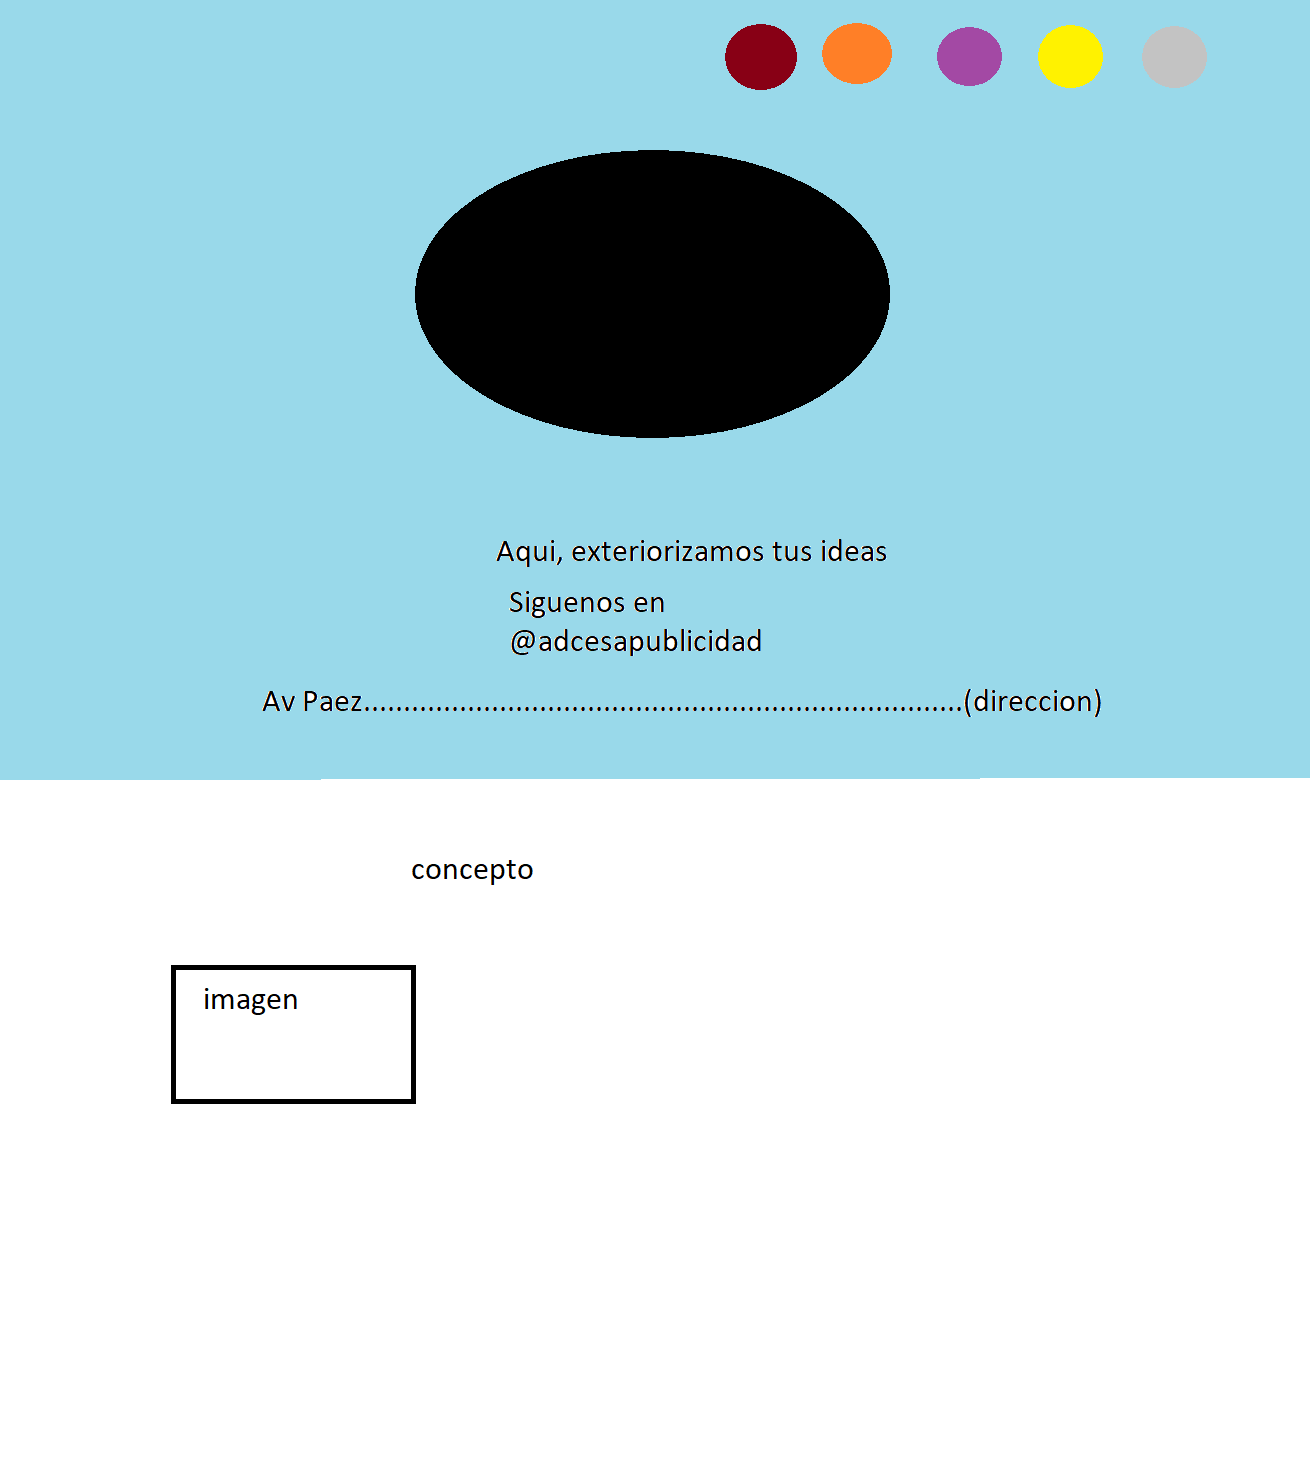 Aqui, exteriorizamos tus ideas
Siguenos en
@adcesapublicidad
Av Paez...........................................................................(direccion)
concepto
imagen